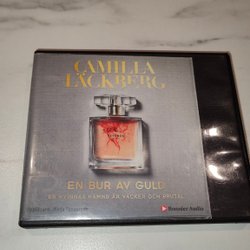 CAMILLA
LÄCKBERG
EN BUR AV GULD
EN KVINNAS HÄMND ÄR VACKER OCH BRUTAL
Bonnier Audio